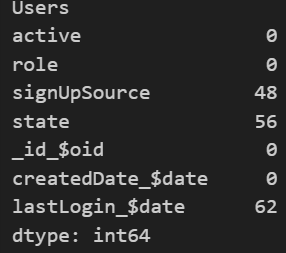 Users
active 0
role 0
signUpSource 48
state 56
_id_$oid 0
createdDate_$date 0
lastLogin_$date 62
dtype: int64